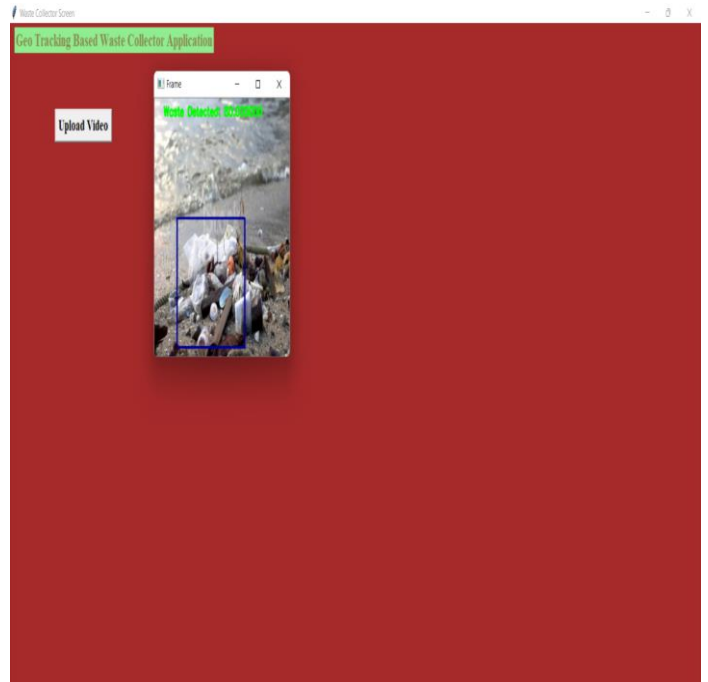 Waste Collector Screen
Geo Tracking Based Waste Collector Application
Frame
Upload Video
Waste Detected